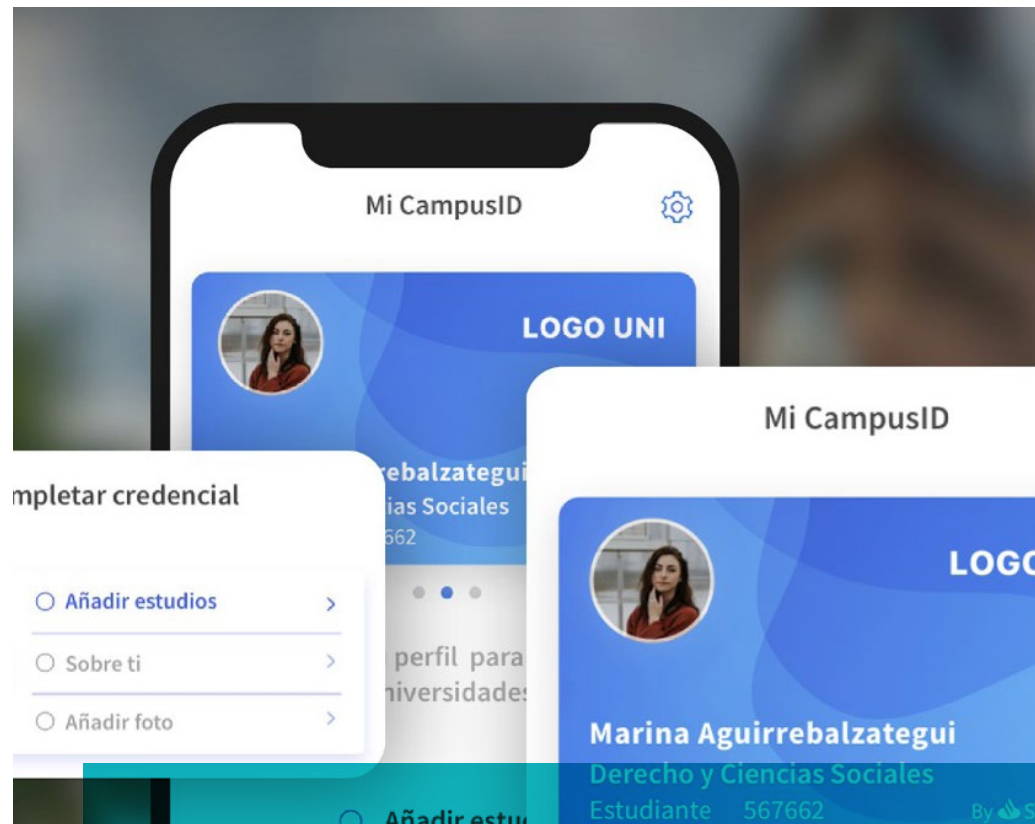 Mi CampusID
LOGO UNI
rebalzategui
ias Sociales
662
mpletar credencial
Añadir estudios
Sobre ti
Añadir foto
perfil para
niversidades
Añadir estu
Mi CampusID
LOGO
Marina Aguirrebalzategui
Derecho y Ciencias Sociales
Estudiante 567662
By S